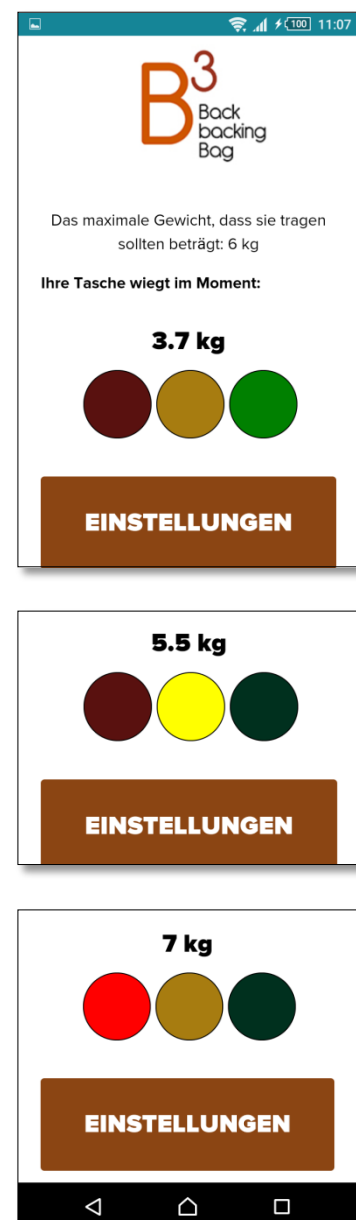 100 11:07
B3
Back
backing
Bag
Das maximale Gewicht, dass sie tragen
sollten beträgt: 6 kg
Ihre Tasche wiegt im Moment:
3.7 kg
EINSTELLUNGEN
5.5 kg
EINSTELLUNGEN
7 kg
EINSTELLUNGEN